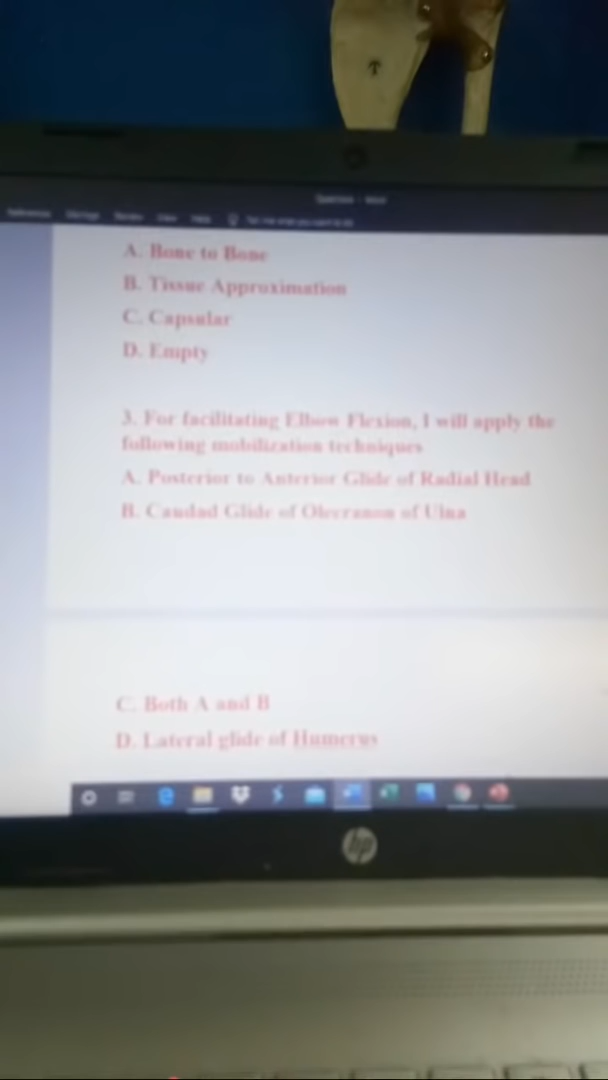 A. Bone to Bone
B. Tissue Approximation
C. Capsular
D. Empty
3. For facilitating Elbow Flexion, I will apply the
following mobilization techniques
A. Posterior to Anterior Glide of Radial Head
B. Caudad Glide of Olecranon of Ulna
C. Both A and B
D. Lateral glide of Humerus
hp